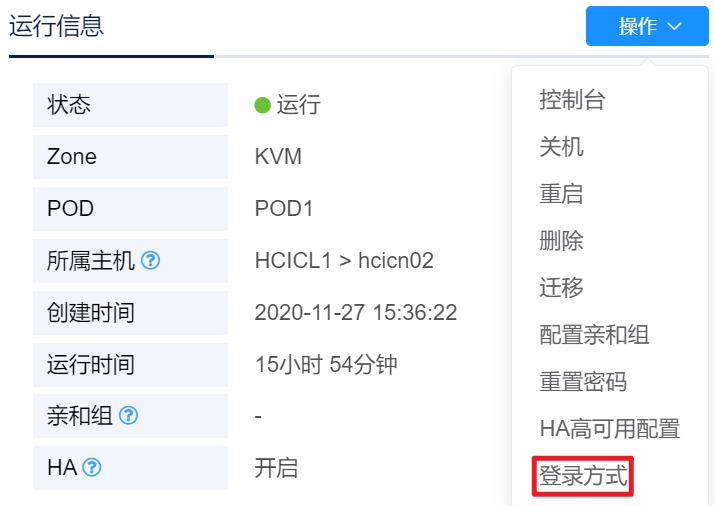 运行信息
操作
状态 运行
Zone KVM
POD POD1
所属主机 HCICL1 > hcicn02
创建时间 2020-11-27 15:36:22
运行时间 15小时 54分钟
亲和组 -
HA 开启
控制台
关机
重启
删除
迁移
配置亲和组
重置密码
HA高可用配置
登录方式